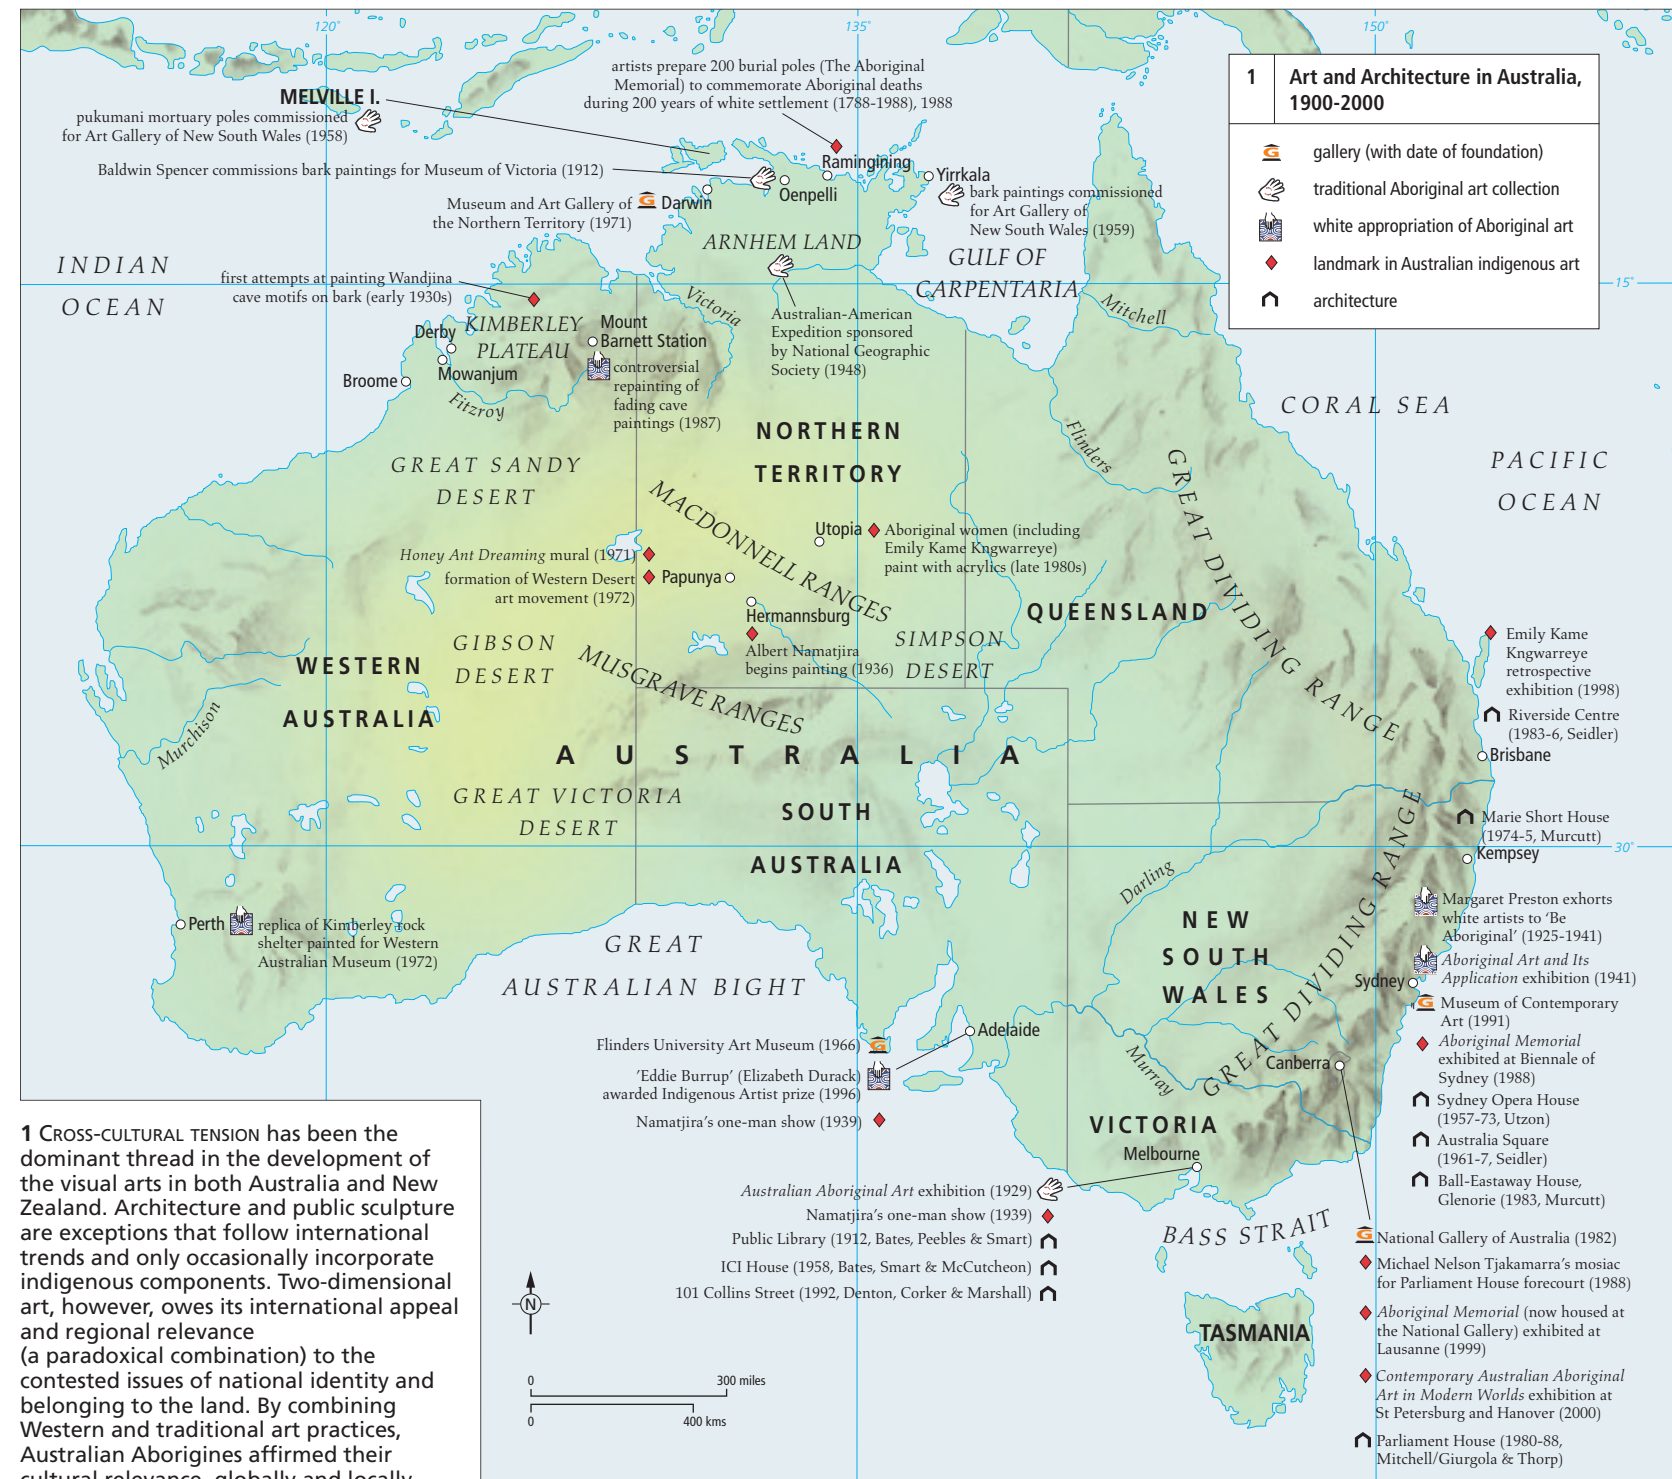 120°
135°
150°
1
Art and Architecture in Australia,
1900-2000
gallery (with date of foundation)
traditional Aboriginal art collection
white appropriation of Aboriginal art
landmark in Australian indigenous art
architecture
artists prepare 200 burial poles (The Aboriginal
Memorial) to commemorate Aboriginal deaths
during 200 years of white settlement (1788-1988), 1988
MELVILLE I.
pukumani mortuary poles commissioned
for Art Gallery of New South Wales (1958)
Baldwin Spencer commissions bark paintings for Museum of Victoria (1912)
Ramingining
Oenpelli
Yirrkala
bark paintings commissioned
for Art Gallery of
New South Wales (1959)
Museum and Art Gallery of
the Northern Territory (1971)
G
Darwin
ARNHEM LAND
GULF OF
CARPENTARIA
INDIAN
OCEAN
15°
first attempts at painting Wandjina
cave motifs on bark (early 1930s)
Victoria
Mitchell
Australian-American
Expedition sponsored
by National Geographic
Society (1948)
Derby
KIMBERLEY
PLATEAU
Mount
Barnett Station
Mowanjum
Broome
Fitzroy
controversial
repainting of
fading cave
paintings (1987)
CORAL SEA
PACIFIC
OCEAN
NORTHERN
TERRITORY
Flinders
GREAT SANDY
DESERT
GREAT DIVIDING RANGE
MACDONNELL RANGES
Utopia
Aboriginal women (including
Emily Kame Kngwarreye)
paint with acrylics (late 1980s)
Honey Ant Dreaming mural (1971)
formation of Western Desert
art movement (1972)
Papunya
Hermannsburg
Albert Namatjira
begins painting (1936)
QUEENSLAND
SIMPSON
DESERT
GIBSON
DESERT
MUSGRAVE RANGES
WESTERN
AUSTRALIA
Murchison
Emily Kame
Kngwarreye
retrospective
exhibition (1998)
Riverside Centre
(1983-6, Seidler)
Brisbane
AUSTRALIA
GREAT VICTORIA
DESERT
SOUTH
AUSTRALIA
Marie Short House
(1974-5, Murcutt)
30°
Kempsey
GREAT DIVIDING RANGE
Darling
Perth
replica of Kimberley rock
shelter painted for Western
Australian Museum (1972)
GREAT
AUSTRALIAN BIGHT
NEW
SOUTH
WALES
Margaret Preston exhorts
white artists to ‘Be
Aboriginal’ (1925-1941)
Aboriginal Art and Its
Application exhibition (1941)
Sydney
G
Museum of Contemporary
Art (1991)
Aboriginal Memorial
exhibited at Biennale of
Sydney (1988)
Sydney Opera House
(1957-73, Utzon)
Australia Square
(1961-7, Seidler)
Ball-Eastaway House,
Glenorie (1983, Murcutt)
Adelaide
Flinders University Art Museum (1966)
G
'Eddie Burrup’ (Elizabeth Durack)
awarded Indigenous Artist prize (1996)
Namatjira’s one-man show (1939)
Murray
Canberra
VICTORIA
Melbourne
Australian Aboriginal Art exhibition (1929)
Namatjira’s one-man show (1939)
Public Library (1912, Bates, Peebles & Smart)
ICI House (1958, Bates, Smart & McCutcheon)
101 Collins Street (1992, Denton, Corker & Marshall)
BASS STRAIT
TASMANIA
G
National Gallery of Australia (1982)
Michael Nelson Tjakamarra’s mosiac
for Parliament House forecourt (1988)
Aboriginal Memorial (now housed at
the National Gallery) exhibited at
Lausanne (1999)
Contemporary Australian Aboriginal
Art in Modern Worlds exhibition at
St Petersburg and Hanover (2000)
Parliament House (1980-88,
Mitchell/Giurgola & Thorp)
N
0
300 miles
0
400 kms
1 CROSS-CULTURAL TENSION has been the
dominant thread in the development of
the visual arts in both Australia and New
Zealand. Architecture and public sculpture
are exceptions that follow international
trends and only occasionally incorporate
indigenous components. Two-dimensional
art, however, owes its international appeal
and regional relevance
(a paradoxical combination) to the
contested issues of national identity and
belonging to the land. By combining
Western and traditional art practices,
Australian Aborigines affirmed their
cultural relevance, globally and locally